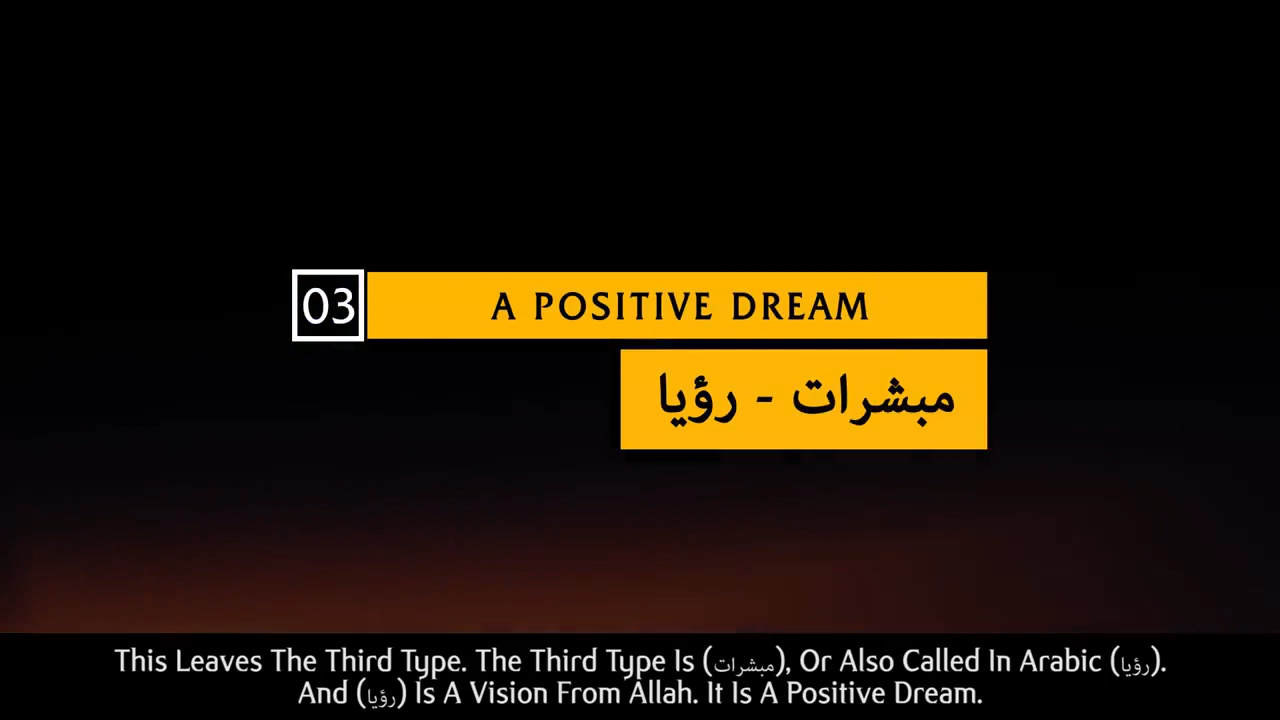 03
A POSITIVE DREAM
مبشرات - رؤيا
This Leaves The Third Type. The Third Type Is (مبشرات), Or Also Called In Arabic (رؤيا).
And (رؤيا) Is A Vision From Allah. It Is A Positive Dream.